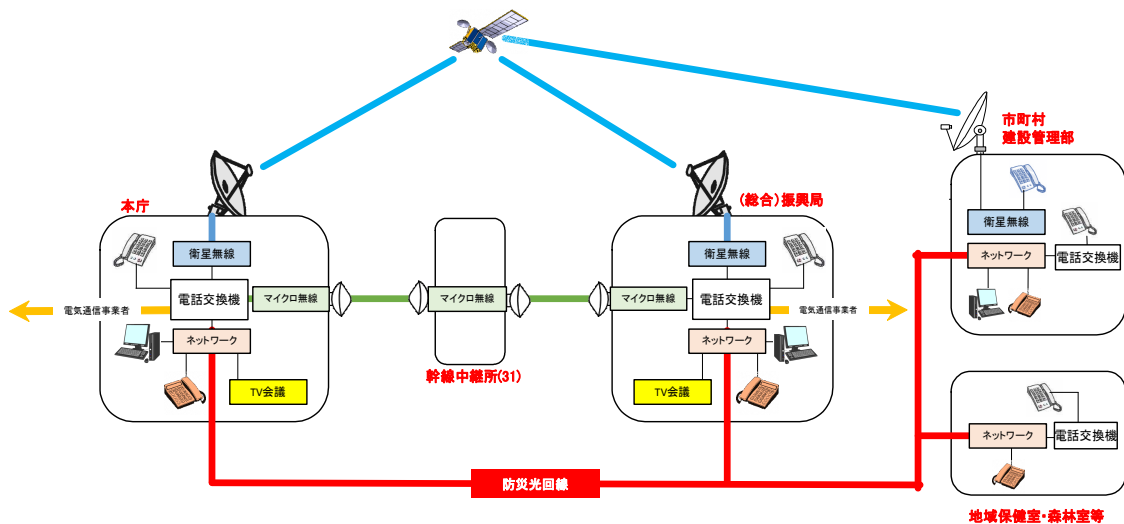 市町村
建設管理部
本庁
(総合)振興局
衛星無線
衛星無線
衛星無線
ネットワーク
電話交換機
電気通信事業者
電話交換機
マイクロ無線
マイクロ無線
マイクロ無線
電話交換機
電気通信事業者
ネットワーク
ネットワーク
TV会議
幹線中継所(31)
TV会議
ネットワーク
電話交換機
防災光回線
地域保健室・森林室等